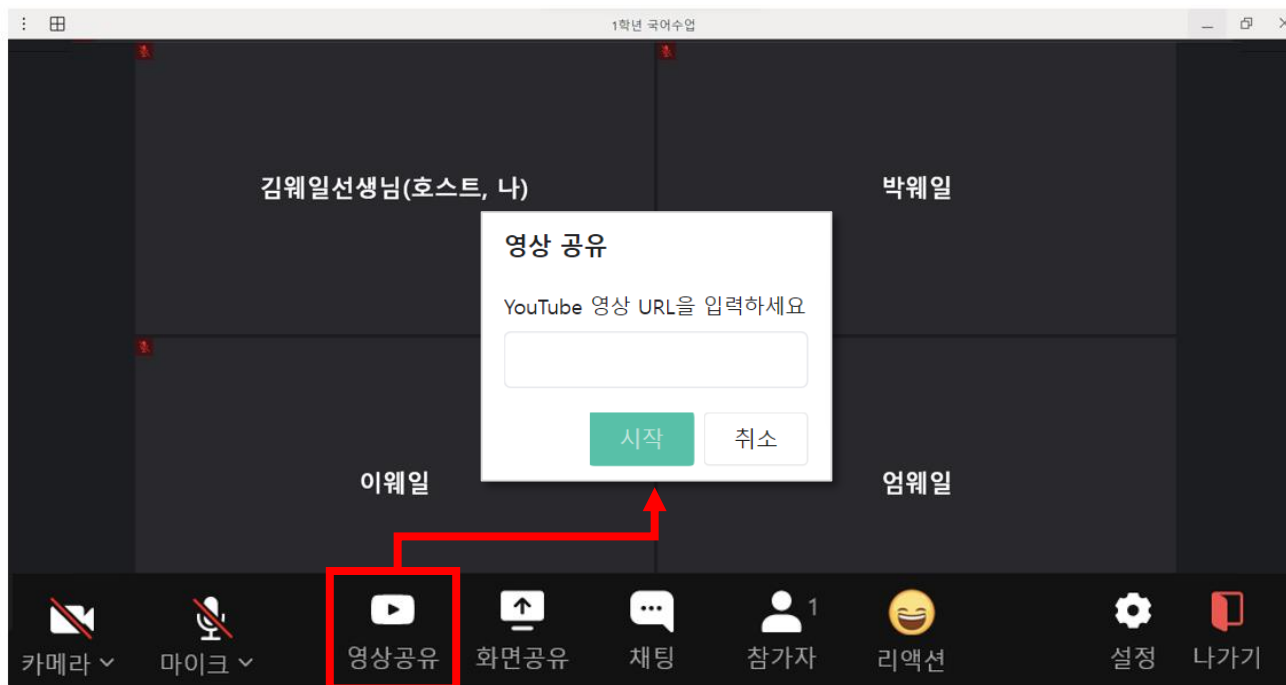 1학년 국어수업
김웨일선생님(호스트, 나)
박웨일
영상 공유
YouTube 영상 URL을 입력하세요
시작
취소
이웨일
엄웨일
1
카메라
마이크
영상공유
화면공유
채팅
참가자
리액션
설정
나가기